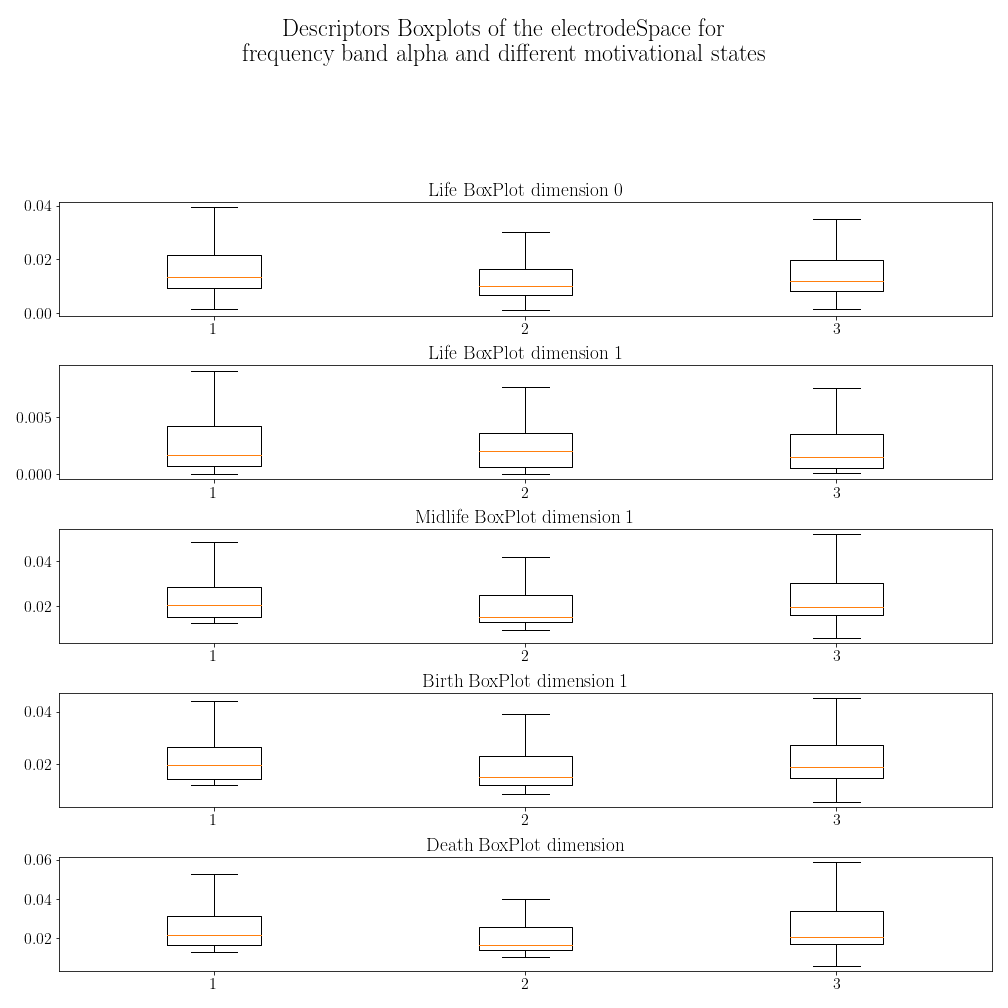 Descriptors Boxplots of the electrodeSpace for
frequency band alpha and different motivational states
Life BoxPlot dimension 0
0.04
0.02
0.00
1 2 3
Life BoxPlot dimension 1
0.005
0.000
1 2 3
Midlife BoxPlot dimension 1
0.04
0.02
1 2 3
Birth BoxPlot dimension 1
0.04
0.02
1 2 3
Death BoxPlot dimension
0.06
0.04
0.02
1 2 3